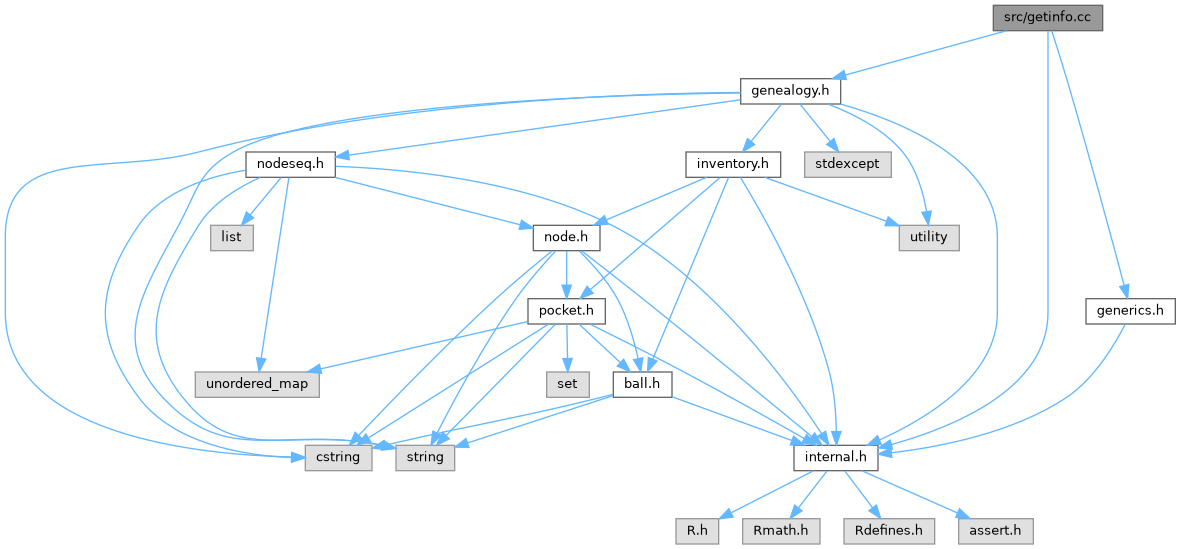 src/getinfo.cc
genealogy.h
nodeseq.h
inventory.h
stdexcept
list
node.h
utility
pocket.h
generics.h
unordered_map
set
ball.h
cstring
string
internal.h
R.h
Rmath.h
Rdefines.h
assert.h